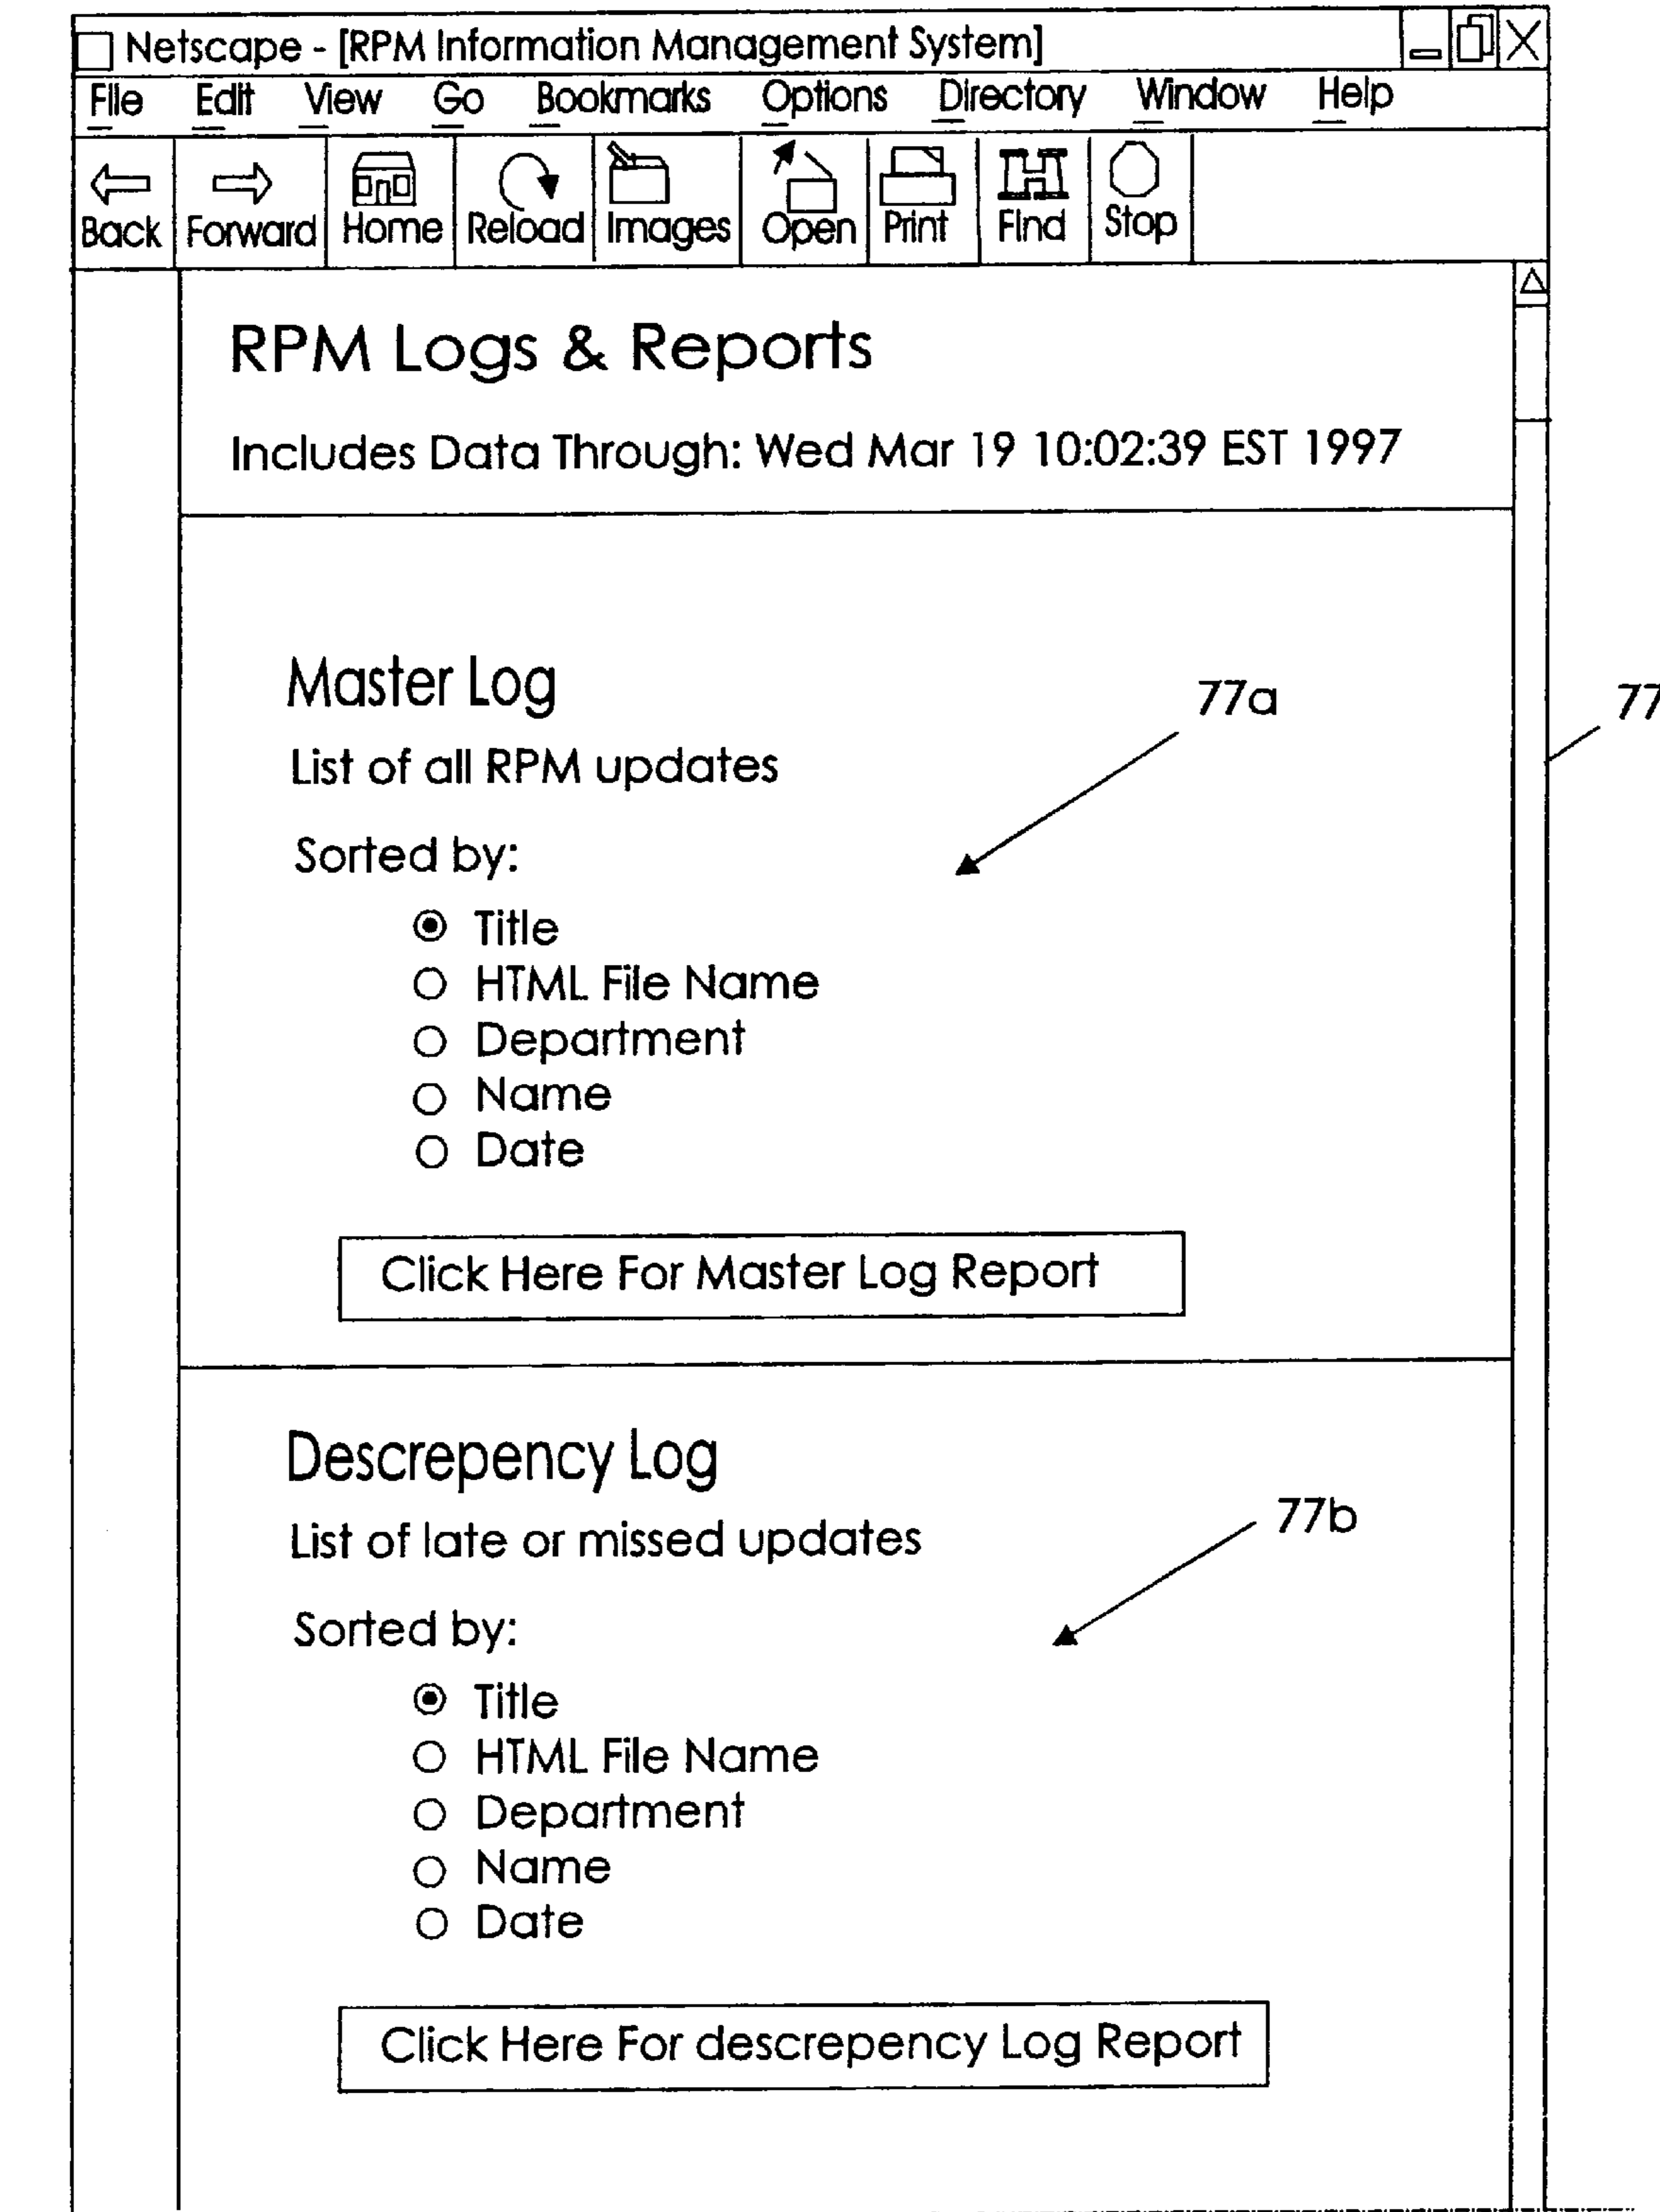 Netscape - [RPM Information Management System]
File Edit View Go Bookmarks Options Directory Window Help
Back Forward Home Reload Images Open Print Find Stop
RPM Logs & Reports
Includes Data Through: Wed Mar 19 10:02:39 EST 1997
Master Log
77a
77
List of all RPM updates
Sorted by:
Title
HTML File Name
Department
Name
Date
Click Here For Master Log Report
Descrepency Log
77b
List of late or missed updates
Sorted by:
Title
HTML File Name
Department
Name
Date
Click Here For descrepency Log Report